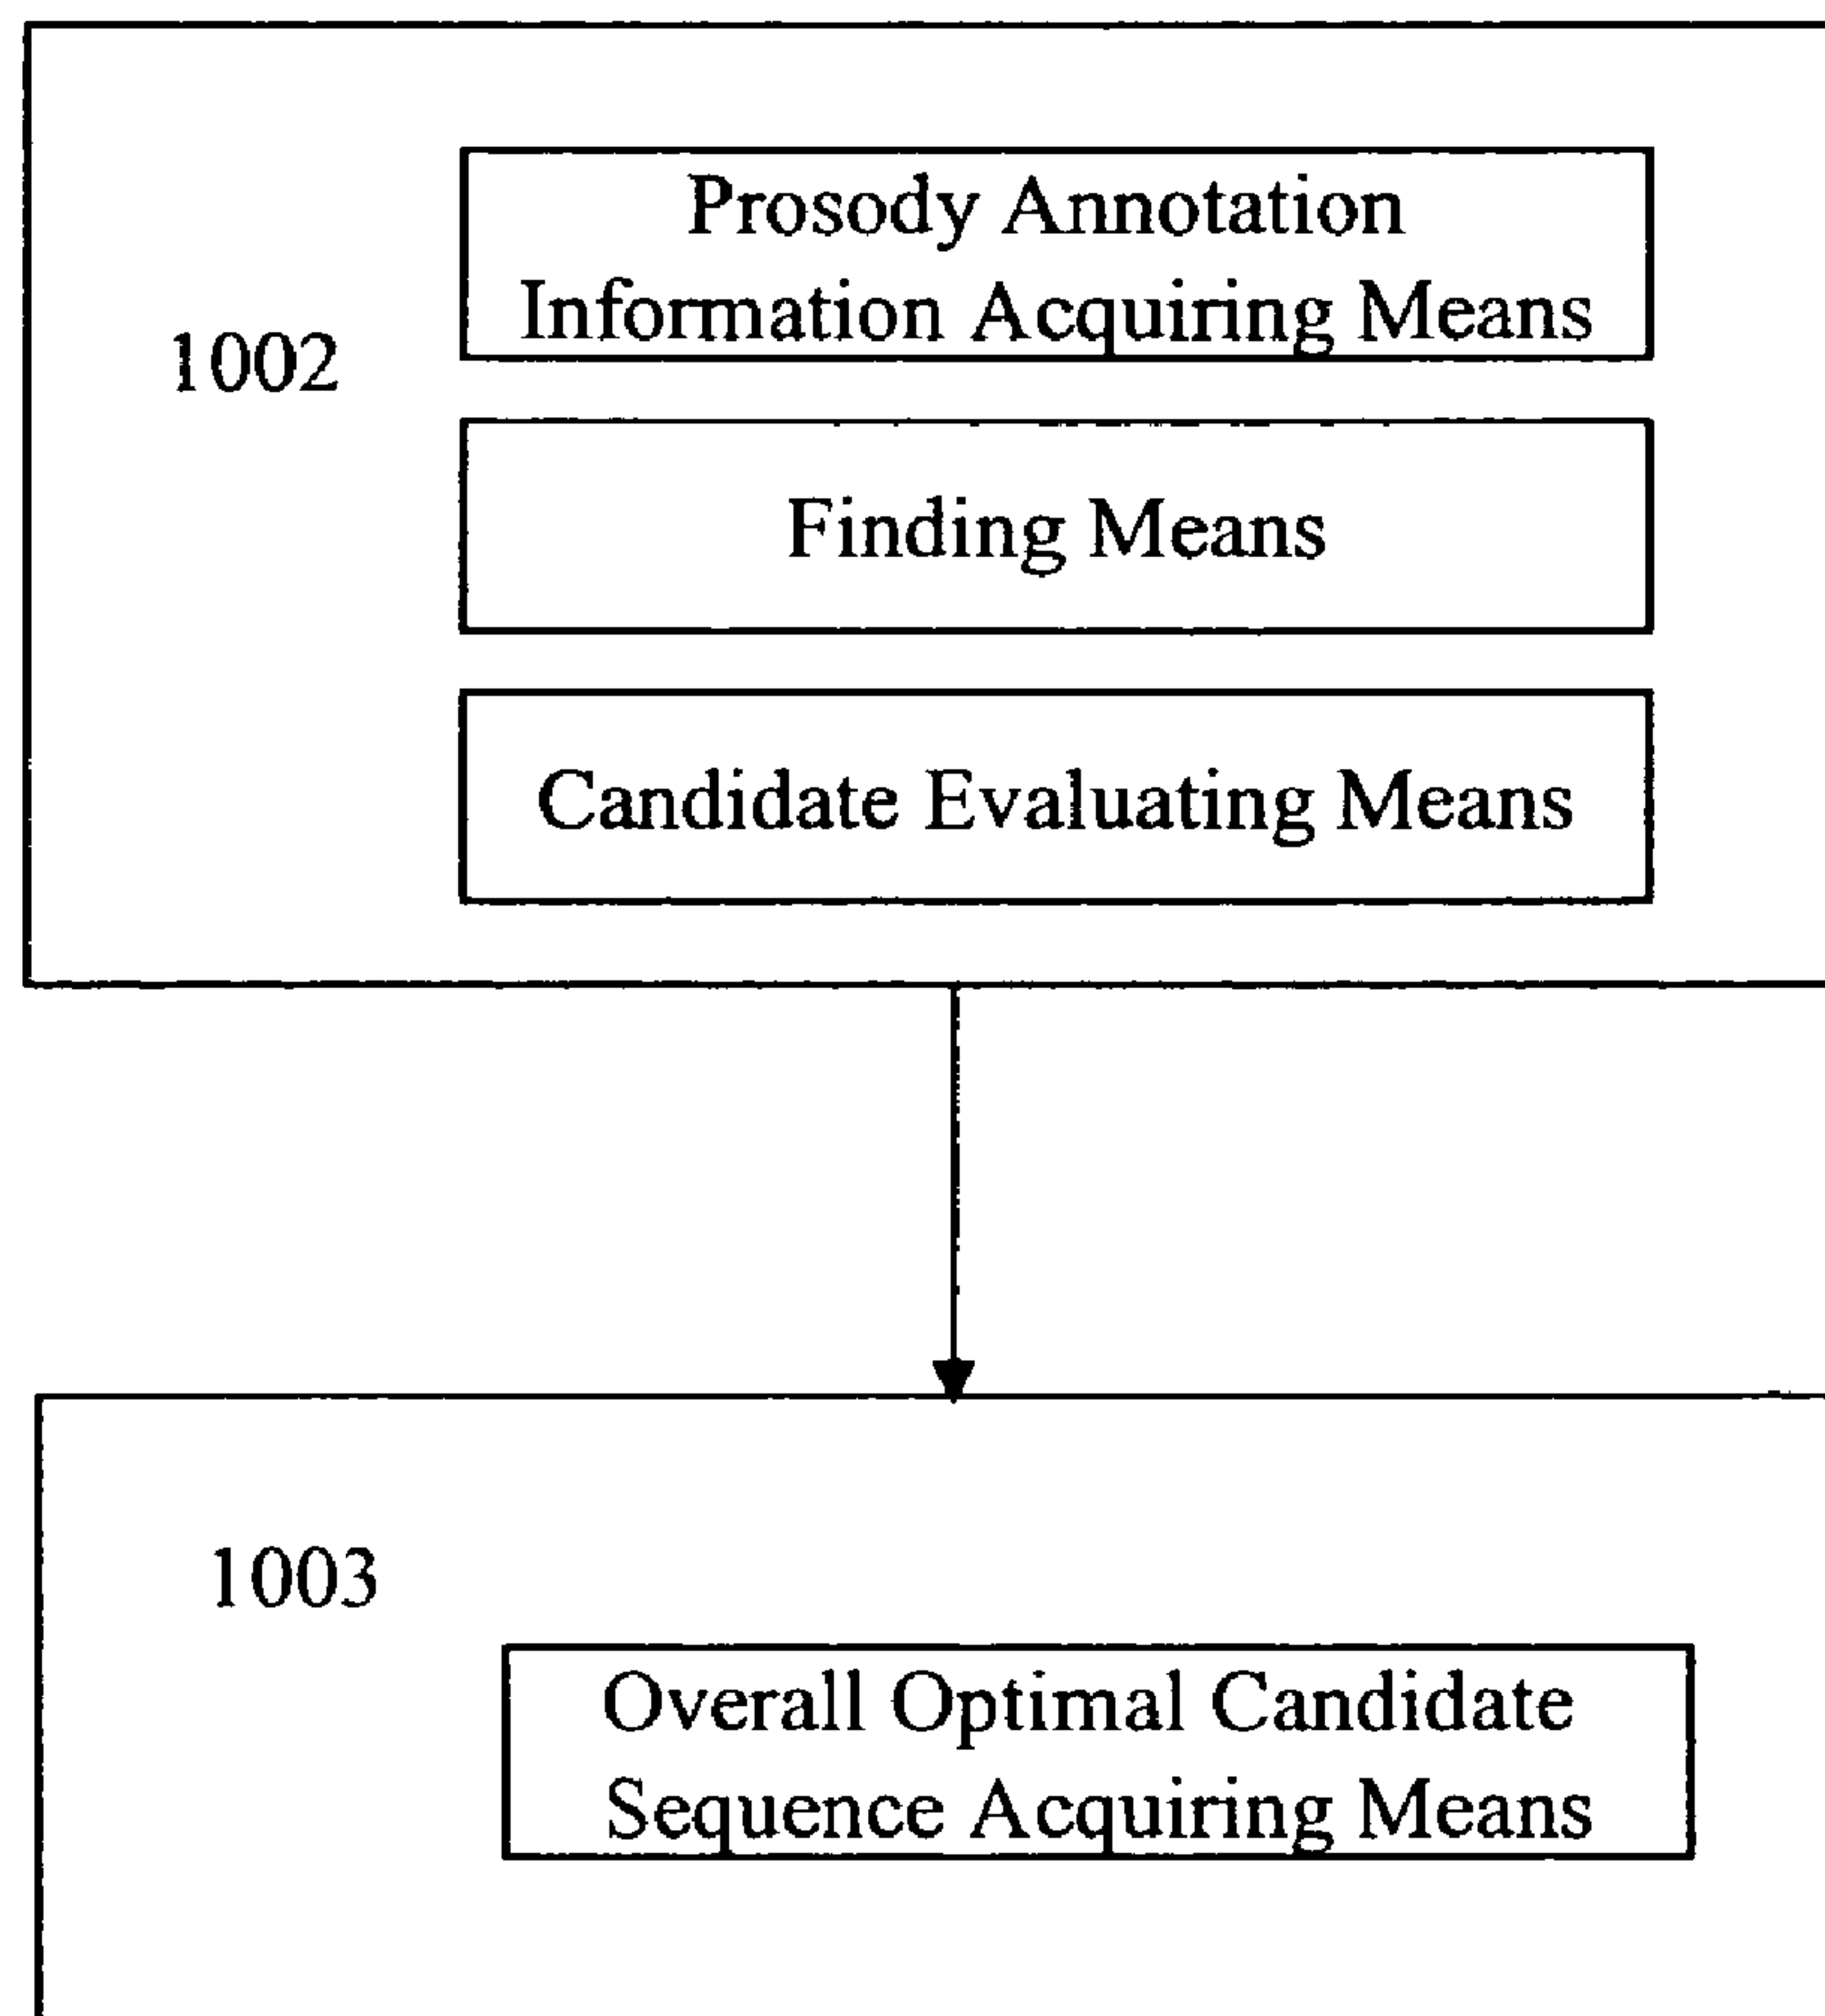 Prosody Annotation
Information Acquiring Means
1002
Finding Means
Candidate Evaluating Means
1003
Overall Optimal Candidate
Sequence Acquiring Means